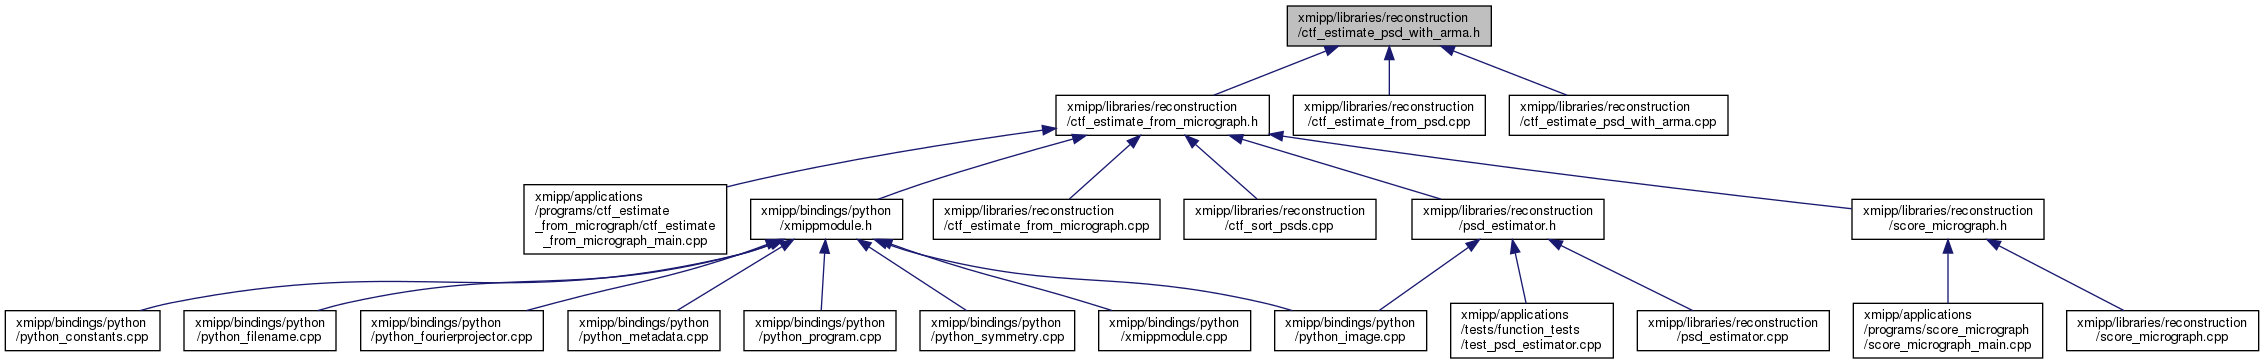 xmipp/libraries/reconstruction
/ctf_estimate_psd_with_arma.h
xmipp/libraries/reconstruction
/ctf_estimate_from_micrograph.h
xmipp/libraries/reconstruction
/ctf_estimate_from_psd.cpp
xmipp/libraries/reconstruction
/ctf_estimate_psd_with_arma.cpp
xmipp/applications
/programs/ctf_estimate
_from_micrograph/ctf_estimate
_from_micrograph_main.cpp
xmipp/bindings/python
/xmippmodule.h
xmipp/libraries/reconstruction
/ctf_estimate_from_micrograph.cpp
xmipp/libraries/reconstruction
/ctf_sort_psds.cpp
xmipp/libraries/reconstruction
/psd_estimator.h
xmipp/libraries/reconstruction
/score_micrograph.h
xmipp/bindings/python
/python_constants.cpp
xmipp/bindings/python
/python_filename.cpp
xmipp/bindings/python
/python_fourierprojector.cpp
xmipp/bindings/python
/python_metadata.cpp
xmipp/bindings/python
/python_program.cpp
xmipp/bindings/python
/python_symmetry.cpp
xmipp/bindings/python
/xmippmodule.cpp
xmipp/bindings/python
/python_image.cpp
xmipp/applications
/tests/function_tests
/test_psd_estimator.cpp
xmipp/libraries/reconstruction
/psd_estimator.cpp
xmipp/applications
/programs/score_micrograph
/score_micrograph_main.cpp
xmipp/libraries/reconstruction
/score_micrograph.cpp